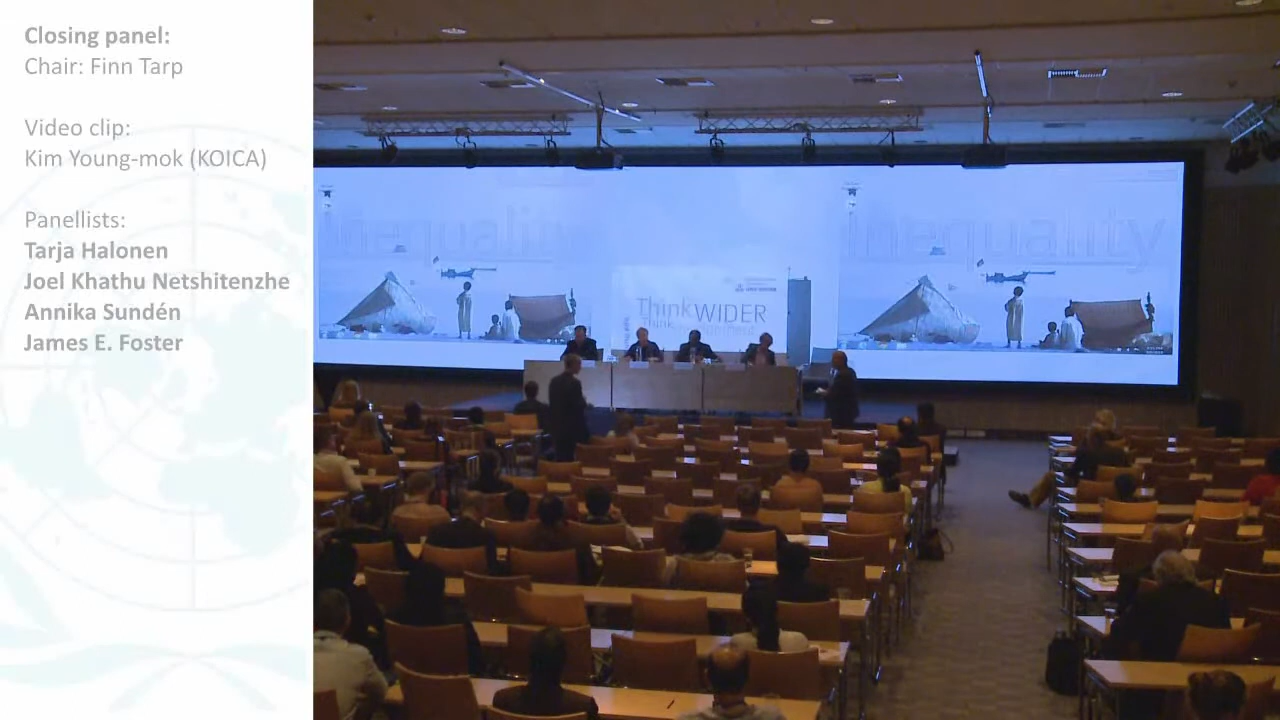 Closing panel:
Chair: Finn Tarp
Video clip:
Kim Young-mok (KOICA)
Panellists:
Tarja Halonen
Joel Khathu Netshitenzhe
Annika Sundén
James E. Foster
Inequality
Inequality
ThinkWIDER
Think